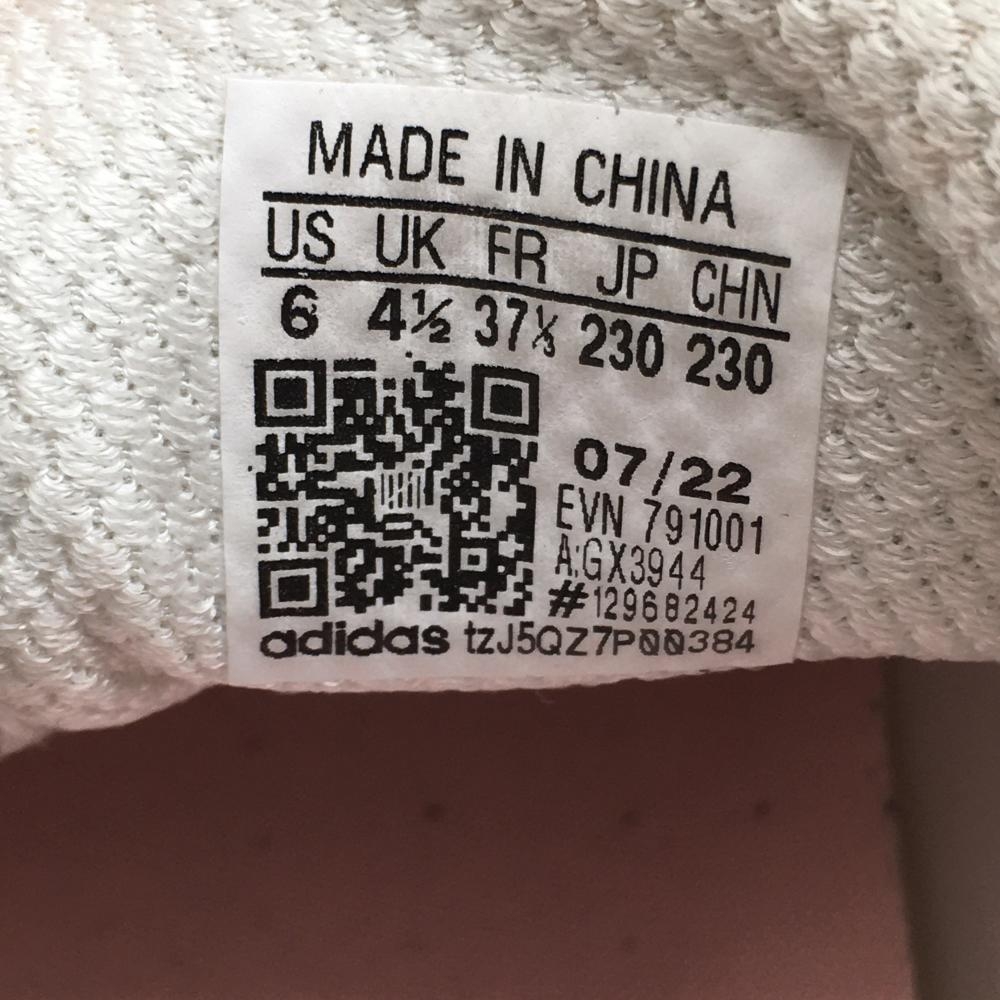 MADE IN CHINA
US UK FR JP CHN
6 4½ 37⅓ 230 230
07/22
EVN 791001
A:GX3944
#129682424
adidas tzJ5QZ7P00384